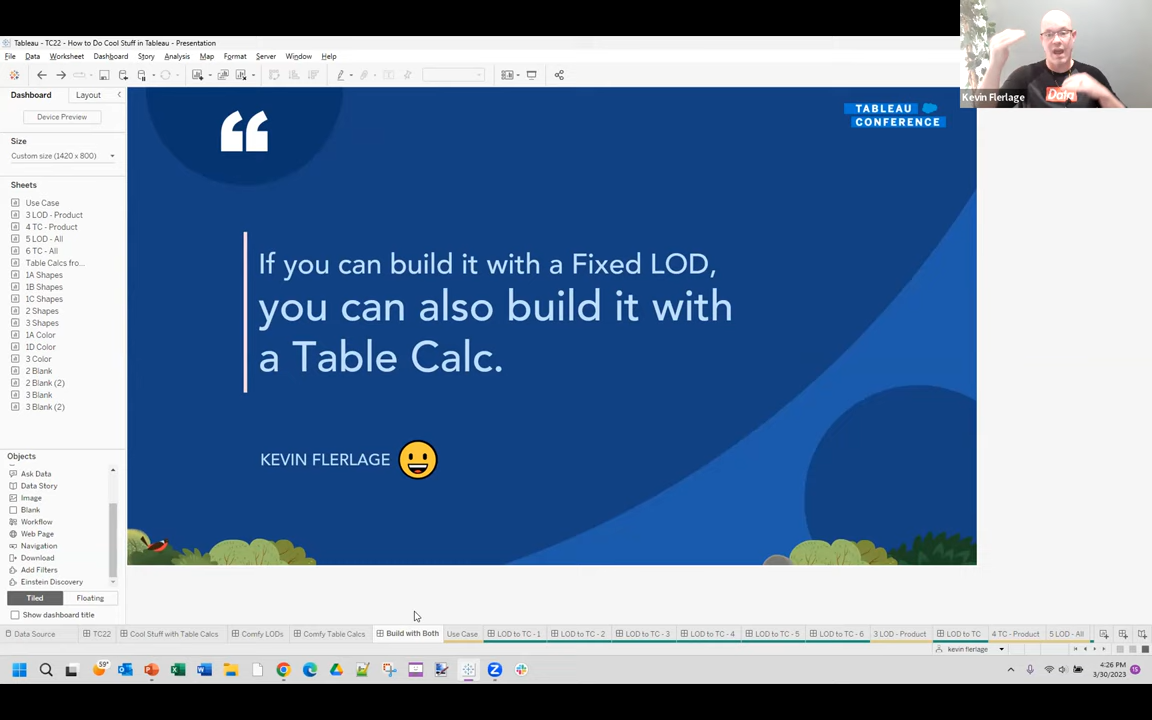 Tableau - TC22 - How to Do Cool Stuff in Tableau - Presentation
File Data Worksheet Dashboard Story Analysis Map Format Server Window Help
Kevin Flerlage
Data
Dashboard Layout
Device Preview
Size
Custom size (1420 x 800)
Sheets
Use Case
3 LOD - Product
4 TC - Product
5 LOD - All
6 TC - All
Table Calcs fro...
1A Shapes
1B Shapes
1C Shapes
2 Shapes
3 Shapes
1A Color
1D Color
3 Color
2 Blank
2 Blank (2)
3 Blank
3 Blank (2)
Objects
Ask Data
Data Story
Image
Blank
Workflow
Web Page
Navigation
Download
Add Filters
Einstein Discovery
Tiled Floating
Show dashboard title
“
TABLEAU
CONFERENCE
If you can build it with a Fixed LOD,
you can also build it with
a Table Calc.
KEVIN FLERLAGE
Data Source TC22 Cool Stuff with Table Calcs Comfy LODs Comfy Table Calcs Build with Both Use Case LOD to TC - 1 LOD to TC - 2 LOD to TC - 3 LOD to TC - 4 LOD to TC - 5 LOD to TC - 6 3 LOD - Product LOD to TC 4 TC - Product 5 LOD - All
kevin flerlage
59°
4:26 PM
3/30/2023
15